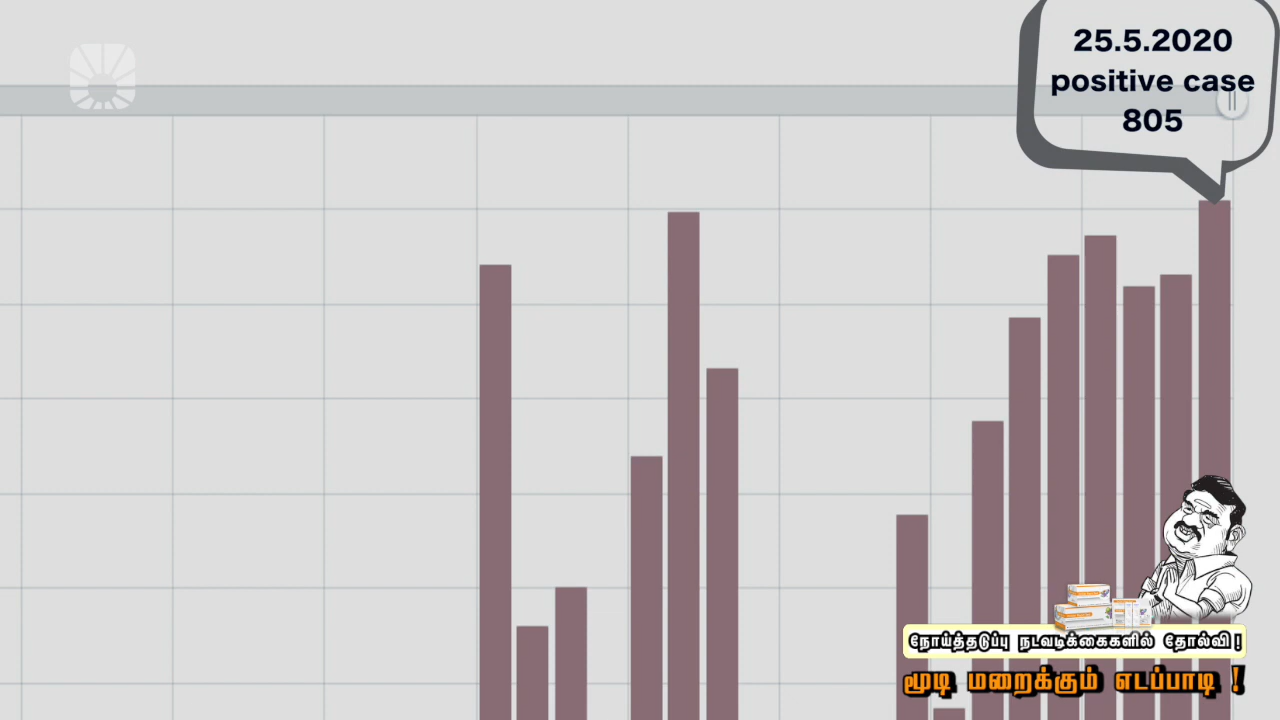 25.5.2020
positive case
805
நோய்த்தடுப்பு நடவடிக்கைகளில் தோல்வி !
மூடி மறைக்கும் எடப்பாடி !